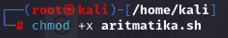 ┌──(root㉿kali)-[/home/kali]
└─# chmod +x aritmatika.sh